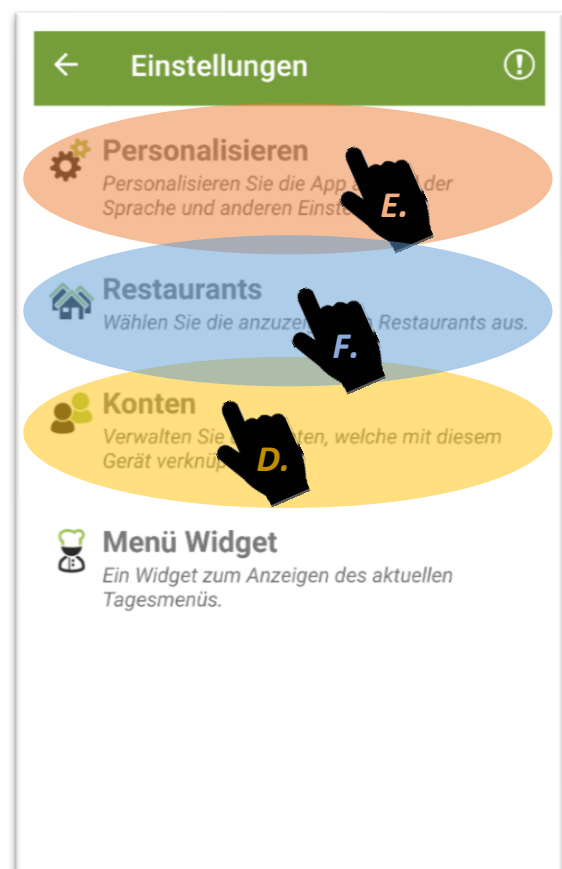 Einstellungen
Personalisieren
Personalisieren Sie die App der
Sprache und anderen
E.
Restaurants
Wählen Sie die Restaurants aus.
F.
Konten
Verwalten Sie welche mit diesem
Gerät
D.
Menü Widget
Ein Widget zum Anzeigen des aktuellen
Tagesmenüs.